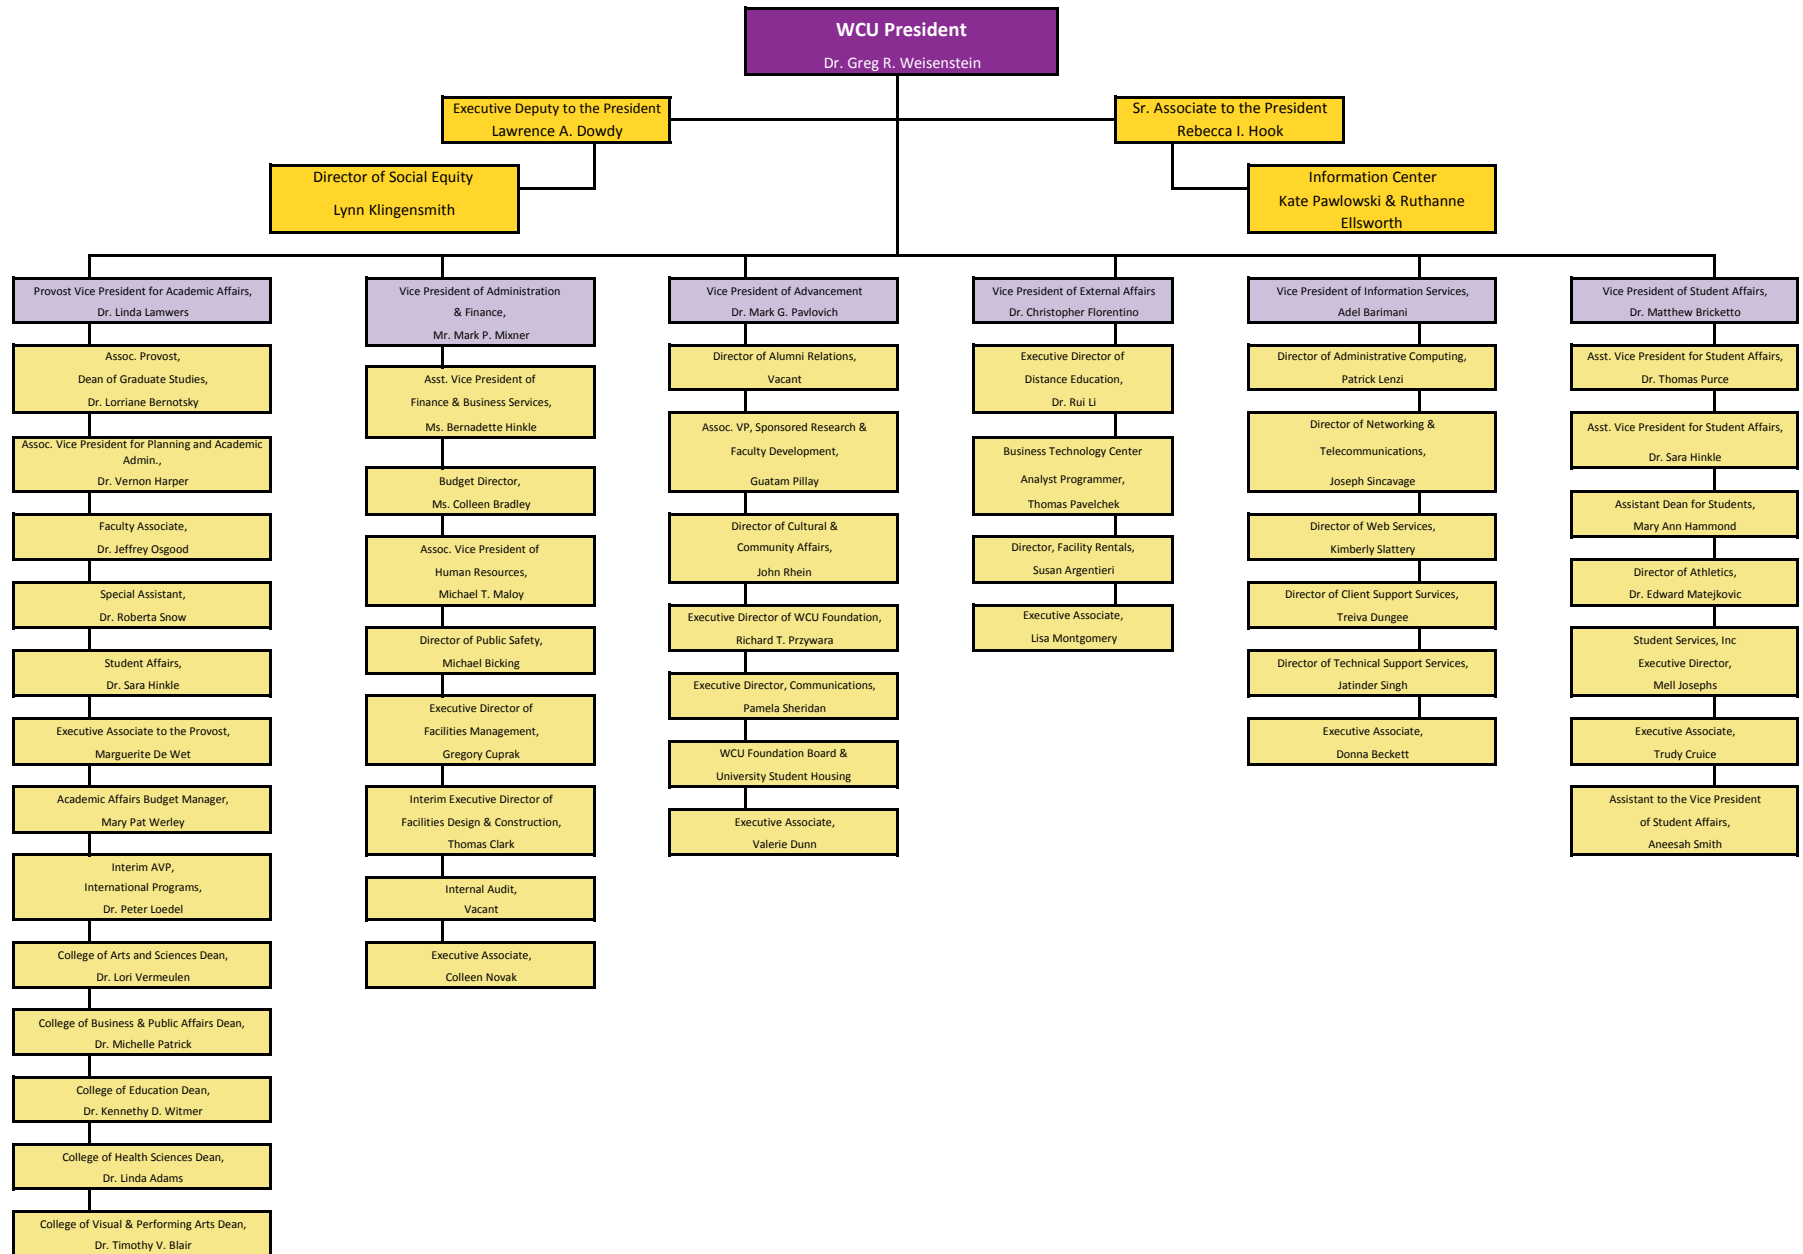 WCU President
Dr. Greg R. Weisenstein
Executive Deputy to the President
Lawrence A. Dowdy
Sr. Associate to the President
Rebecca I. Hook
Director of Social Equity
Lynn Klingensmith
Information Center
Kate Pawlowski & Ruthanne
Ellsworth
Provost Vice President for Academic Affairs,
Dr. Linda Lamwers
Assoc. Provost,
Dean of Graduate Studies,
Dr. Lorriane Bernotsky
Assoc. Vice President for Planning and Academic
Admin.,
Dr. Vernon Harper
Faculty Associate,
Dr. Jeffrey Osgood
Special Assistant,
Dr. Roberta Snow
Student Affairs,
Dr. Sara Hinkle
Executive Associate to the Provost,
Marguerite De Wet
Academic Affairs Budget Manager,
Mary Pat Werley
Interim AVP,
International Programs,
Dr. Peter Loedel
College of Arts and Sciences Dean,
Dr. Lori Vermeulen
College of Business & Public Affairs Dean,
Dr. Michelle Patrick
College of Education Dean,
Dr. Kennethy D. Witmer
College of Health Sciences Dean,
Dr. Linda Adams
College of Visual & Performing Arts Dean,
Dr. Timothy V. Blair
Vice President of Administration
& Finance,
Mr. Mark P. Mixner
Asst. Vice President of
Finance & Business Services,
Ms. Bernadette Hinkle
Budget Director,
Ms. Colleen Bradley
Assoc. Vice President of
Human Resources,
Michael T. Maloy
Director of Public Safety,
Michael Bicking
Executive Director of
Facilities Management,
Gregory Cuprak
Interim Executive Director of
Facilities Design & Construction,
Thomas Clark
Internal Audit,
Vacant
Executive Associate,
Colleen Novak
Vice President of Advancement
Dr. Mark G. Pavlovich
Director of Alumni Relations,
Vacant
Assoc. VP, Sponsored Research &
Faculty Development,
Guatam Pillay
Director of Cultural &
Community Affairs,
John Rhein
Executive Director of WCU Foundation,
Richard T. Przywara
Executive Director, Communications,
Pamela Sheridan
WCU Foundation Board &
University Student Housing
Executive Associate,
Valerie Dunn
Vice President of External Affairs
Dr. Christopher Florentino
Executive Director of
Distance Education,
Dr. Rui Li
Business Technology Center
Analyst Programmer,
Thomas Pavelchek
Director, Facility Rentals,
Susan Argentieri
Executive Associate,
Lisa Montgomery
Vice President of Information Services,
Adel Barimani
Director of Administrative Computing,
Patrick Lenzi
Director of Networking &
Telecommunications,
Joseph Sincavage
Director of Web Services,
Kimberly Slattery
Director of Client Support Survices,
Treiva Dungee
Director of Technical Support Services,
Jatinder Singh
Executive Associate,
Donna Beckett
Vice President of Student Affairs,
Dr. Matthew Bricketto
Asst. Vice President for Student Affairs,
Dr. Thomas Purce
Asst. Vice President for Student Affairs,
Dr. Sara Hinkle
Assistant Dean for Students,
Mary Ann Hammond
Director of Athletics,
Dr. Edward Matejkovic
Student Services, Inc
Executive Director,
Mell Josephs
Executive Associate,
Trudy Cruice
Assistant to the Vice President
of Student Affairs,
Aneesah Smith